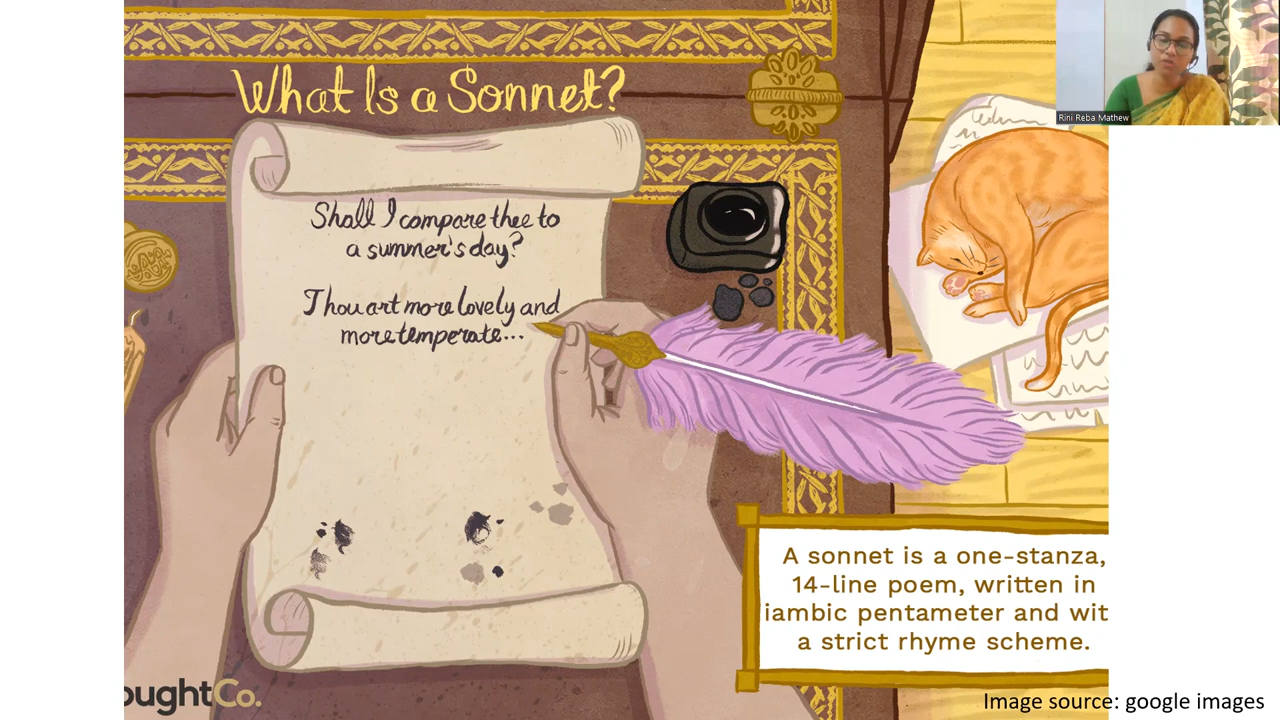 What Is a Sonnet?
Rini Reba Mathew
Shall I compare thee to
a summer's day?
Thou art more lovely and
more temperate...
A sonnet is a one-stanza,
14-line poem, written in
iambic pentameter and wit
a strict rhyme scheme.
oughtCo.
Image source: google images